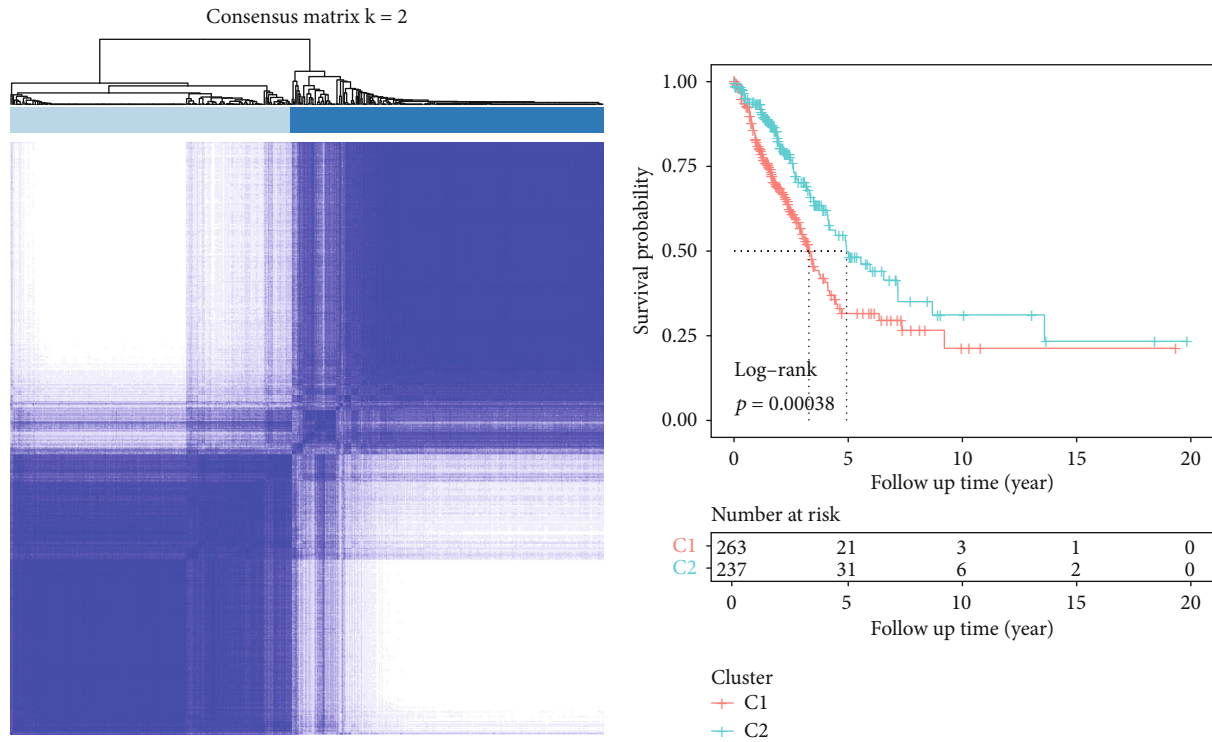 Consensus matrix k = 2
1.00
0.75
0.50
0.25
0.00
Survival probability
Log–rank
p = 0.00038
0 5 10 15 20
Follow up time (year)
Number at risk
C1 263 21 3 1 0
C2 237 31 6 2 0
0 5 10 15 20
Follow up time (year)
Cluster
C1
C2